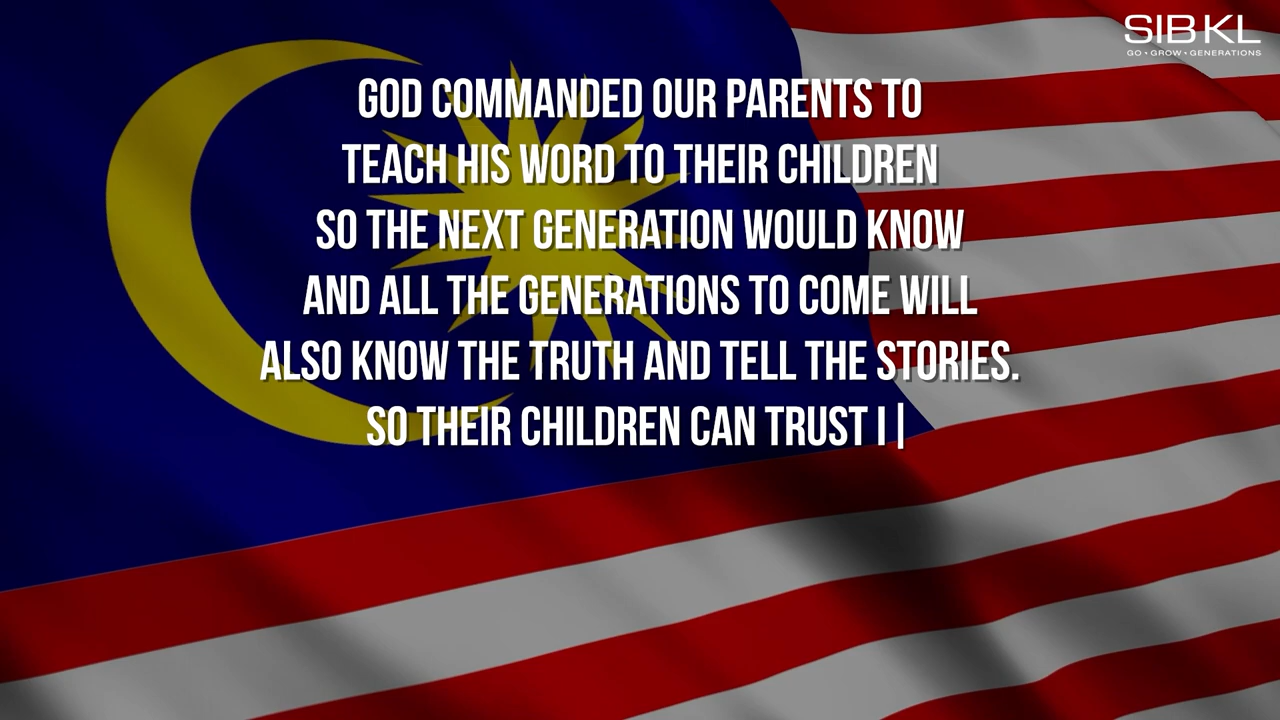 SIBKL
GO • GROW • GENERATIONS
GOD COMMANDED OUR PARENTS TO
TEACH HIS WORD TO THEIR CHILDREN
SO THE NEXT GENERATION WOULD KNOW
AND ALL THE GENERATIONS TO COME WILL
ALSO KNOW THE TRUTH AND TELL THE STORIES.
SO THEIR CHILDREN CAN TRUST I|